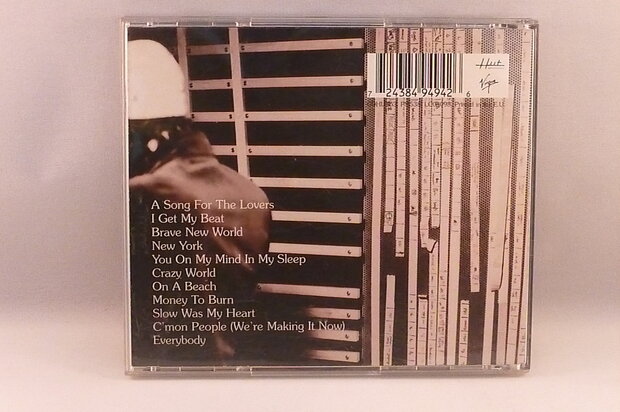 Hut
Virgin
7 24384 94942 6
A Song For The Lovers
I Get My Beat
Brave New World
New York
You On My Mind In My Sleep
Crazy World
On A Beach
Money To Burn
Slow Was My Heart
C'mon People (We're Making It Now)
Everybody